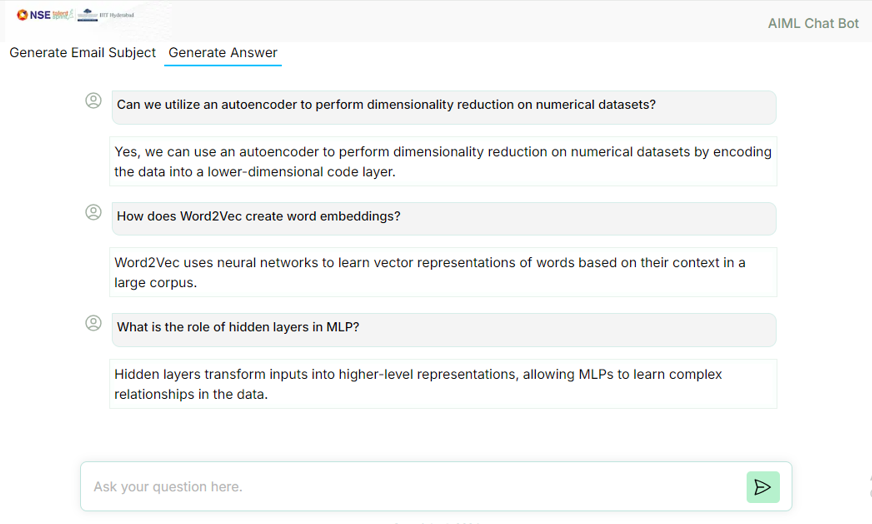 NSE talent sprint IIIT Hyderabad
AIML Chat Bot
Generate Email Subject Generate Answer
Can we utilize an autoencoder to perform dimensionality reduction on numerical datasets?
Yes, we can use an autoencoder to perform dimensionality reduction on numerical datasets by encoding
the data into a lower-dimensional code layer.
How does Word2Vec create word embeddings?
Word2Vec uses neural networks to learn vector representations of words based on their context in a
large corpus.
What is the role of hidden layers in MLP?
Hidden layers transform inputs into higher-level representations, allowing MLPs to learn complex
relationships in the data.
Ask your question here.